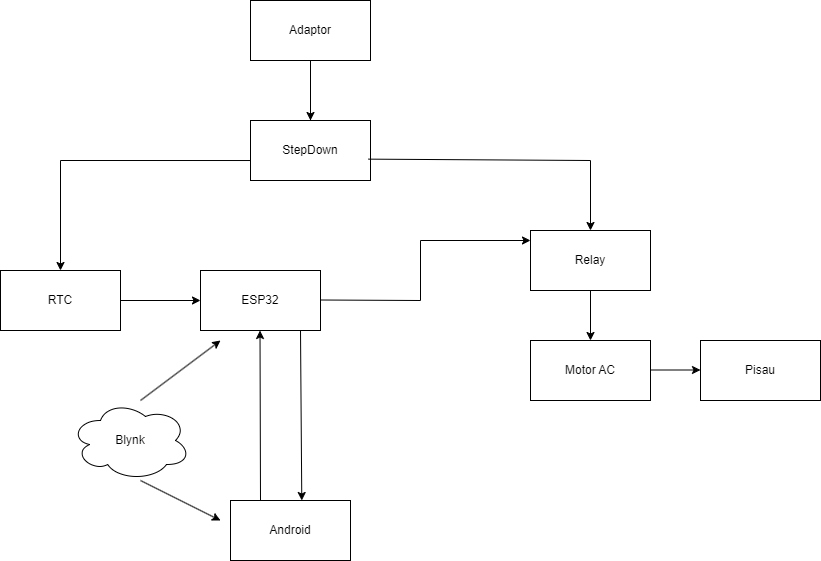 Adaptor
StepDown
Relay
RTC
ESP32
Motor AC
Pisau
Blynk
Android